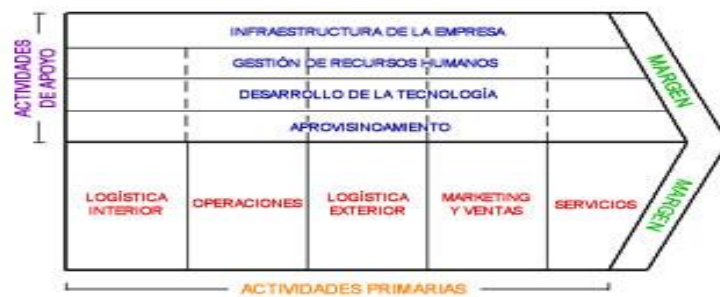 ACTIVIDADES
DE APOYO
INFRAESTRUCTURA DE LA EMPRESA
GESTIÓN DE RECURSOS HUMANOS
DESARROLLO DE LA TECNOLOGÍA
APROVISINOAMIENTO
MARGEN
LOGÍSTICA
INTERIOR
OPERACIONES
LOGÍSTICA
EXTERIOR
MARKETING
Y VENTAS
SERVICIOS
MARGEN
ACTIVIDADES PRIMARIAS